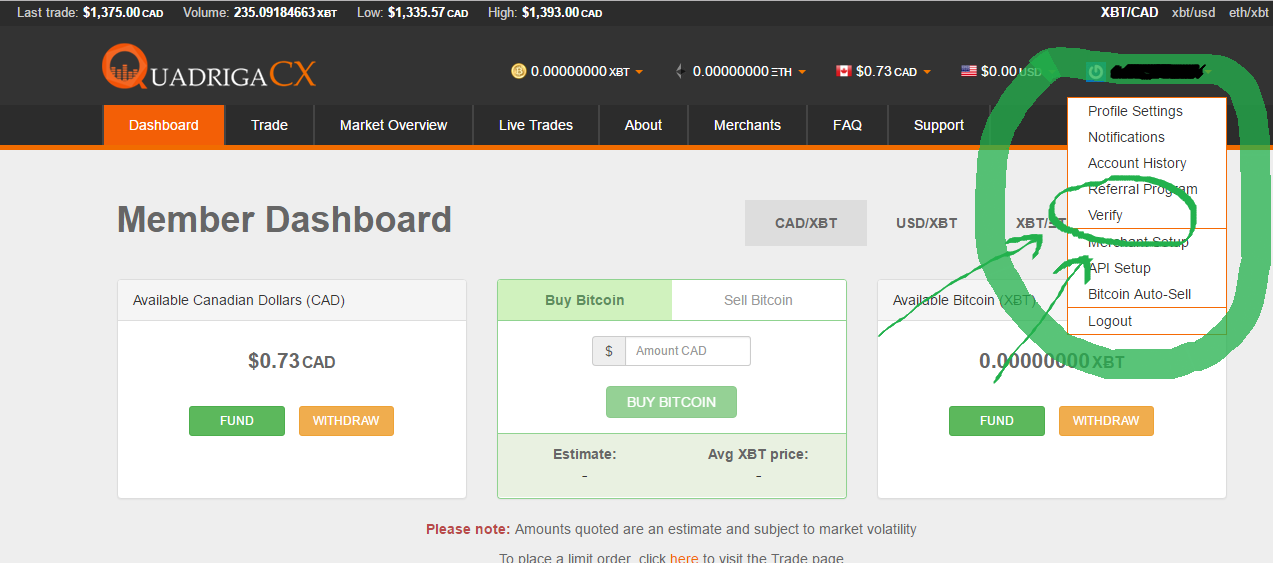 Last trade: $1,375.00 CAD Volume: 235.09184663 XBT Low: $1,335.57 CAD High: $1,393.00 CAD XBT/CAD xbt/usd eth/xbt
QUADRIGACX
0.00000000 XBT 0.00000000 ΞTH $0.73 CAD $0.00 USD
Dashboard Trade Market Overview Live Trades About Merchants FAQ Support
Profile Settings
Notifications
Account History
Referral Program
Verify
Merchant Setup
API Setup
Bitcoin Auto-Sell
Logout
Member Dashboard
CAD/XBT USD/XBT XBT/ΞT
Available Canadian Dollars (CAD)
$0.73 CAD
FUND WITHDRAW
Buy Bitcoin Sell Bitcoin
$ Amount CAD
BUY BITCOIN
Estimate: Avg XBT price:
- -
Available Bitcoin (XBT)
0.00000000 XBT
FUND WITHDRAW
Please note: Amounts quoted are an estimate and subject to market volatility
To place a limit order, click here to visit the Trade page